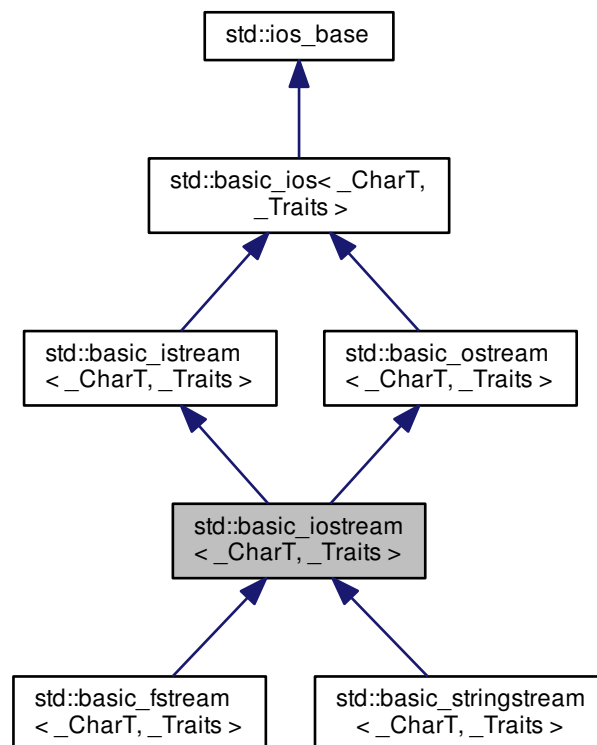 std::ios_base
std::basic_ios< _CharT,
_Traits >
std::basic_istream
< _CharT, _Traits >
std::basic_ostream
< _CharT, _Traits >
std::basic_iostream
< _CharT, _Traits >
std::basic_fstream
< _CharT, _Traits >
std::basic_stringstream
< _CharT, _Traits >